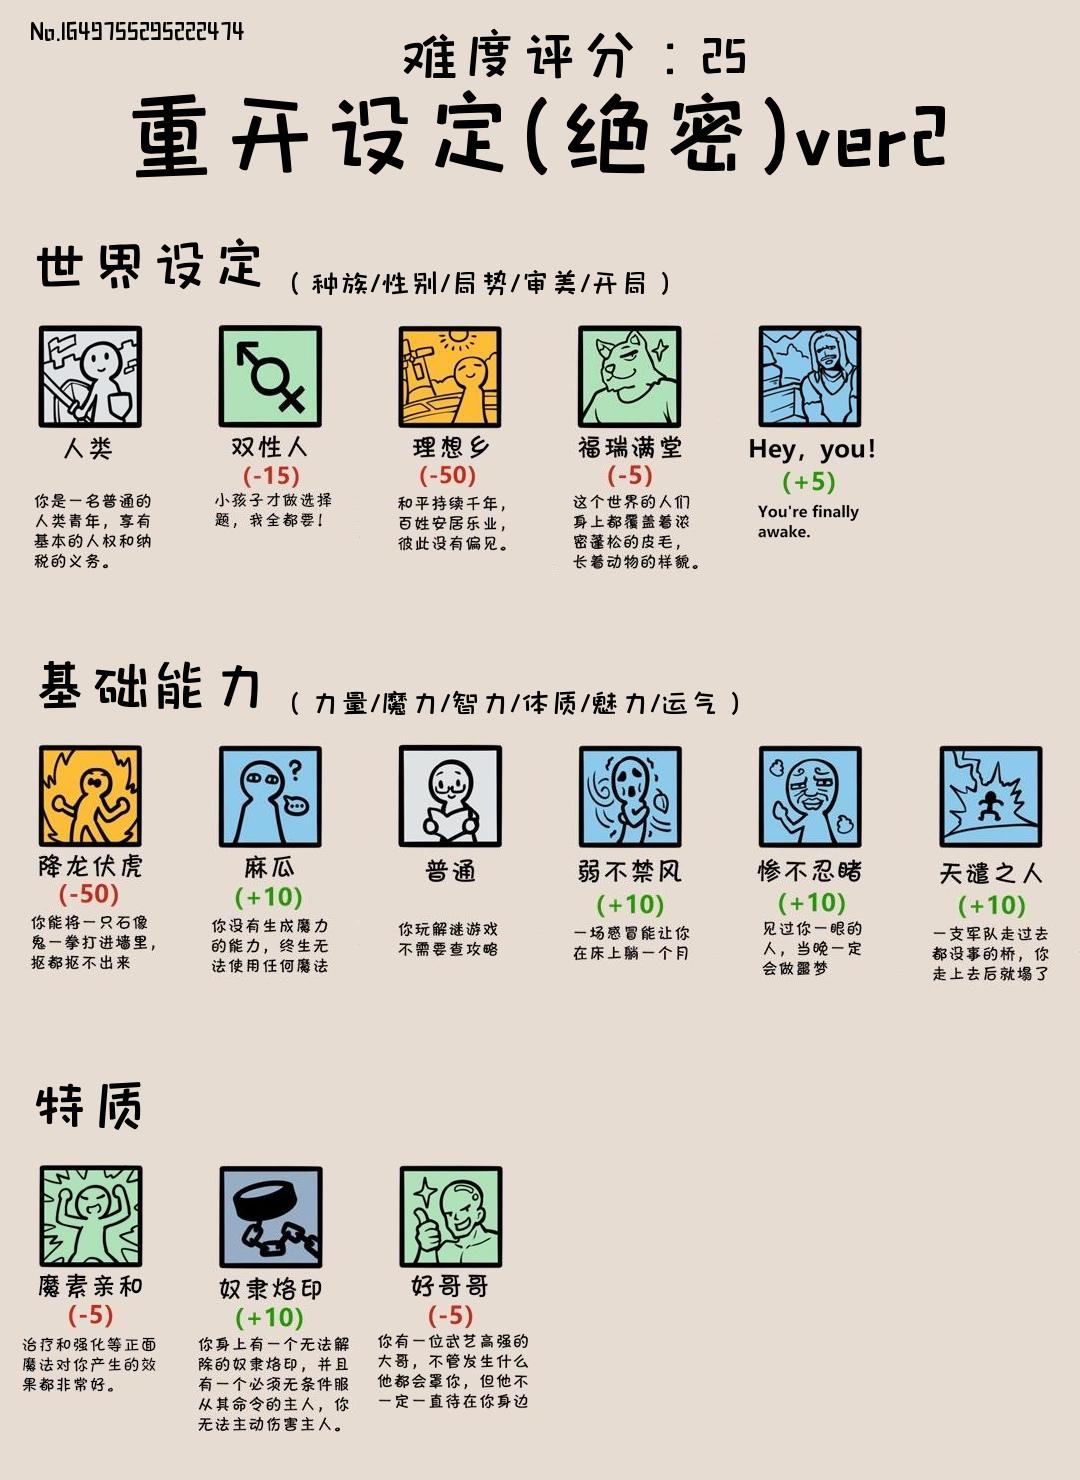 No.1649755295222474
难度评分：25
重开设定(绝密)ver2
世界设定（种族/性别/局势/审美/开局）
人类
你是一名普通的
人类青年，享有
基本的人权和纳
税的义务。
双性人
(-15)
小孩子才做选择
题，我全都要！
理想乡
(-50)
和平持续千年，
百姓安居乐业，
彼此没有偏见。
福瑞满堂
(-5)
这个世界的人们
身上都覆盖着浓
密蓬松的皮毛，
长着动物的样貌。
Hey, you!
(+5)
You're finally
awake.
基础能力（力量/魔力/智力/体质/魅力/运气）
降龙伏虎
(-50)
你能将一只石像
鬼一拳打进墙里，
抠都抠不出来
?
麻瓜
(+10)
你没有生成魔力
的能力，终生无
法使用任何魔法
普通
你玩解谜游戏
不需要查攻略
弱不禁风
(+10)
一场感冒能让你
在床上躺一个月
惨不忍睹
(+10)
见过你一眼的
人，当晚一定
会做噩梦
天谴之人
(+10)
一支军队走过去
都没事的桥，你
走上去后就塌了
特质
魔素亲和
(-5)
治疗和强化等正面
魔法对你产生的效
果都非常好。
奴隶烙印
(+10)
你身上有一个无法解
除的奴隶烙印，并且
有一个必须无条件服
从其命令的主人，你
无法主动伤害主人。
好哥哥
(-5)
你有一位武艺高强的
大哥，不管发生什么
他都会罩你，但他不
一定一直待在你身边